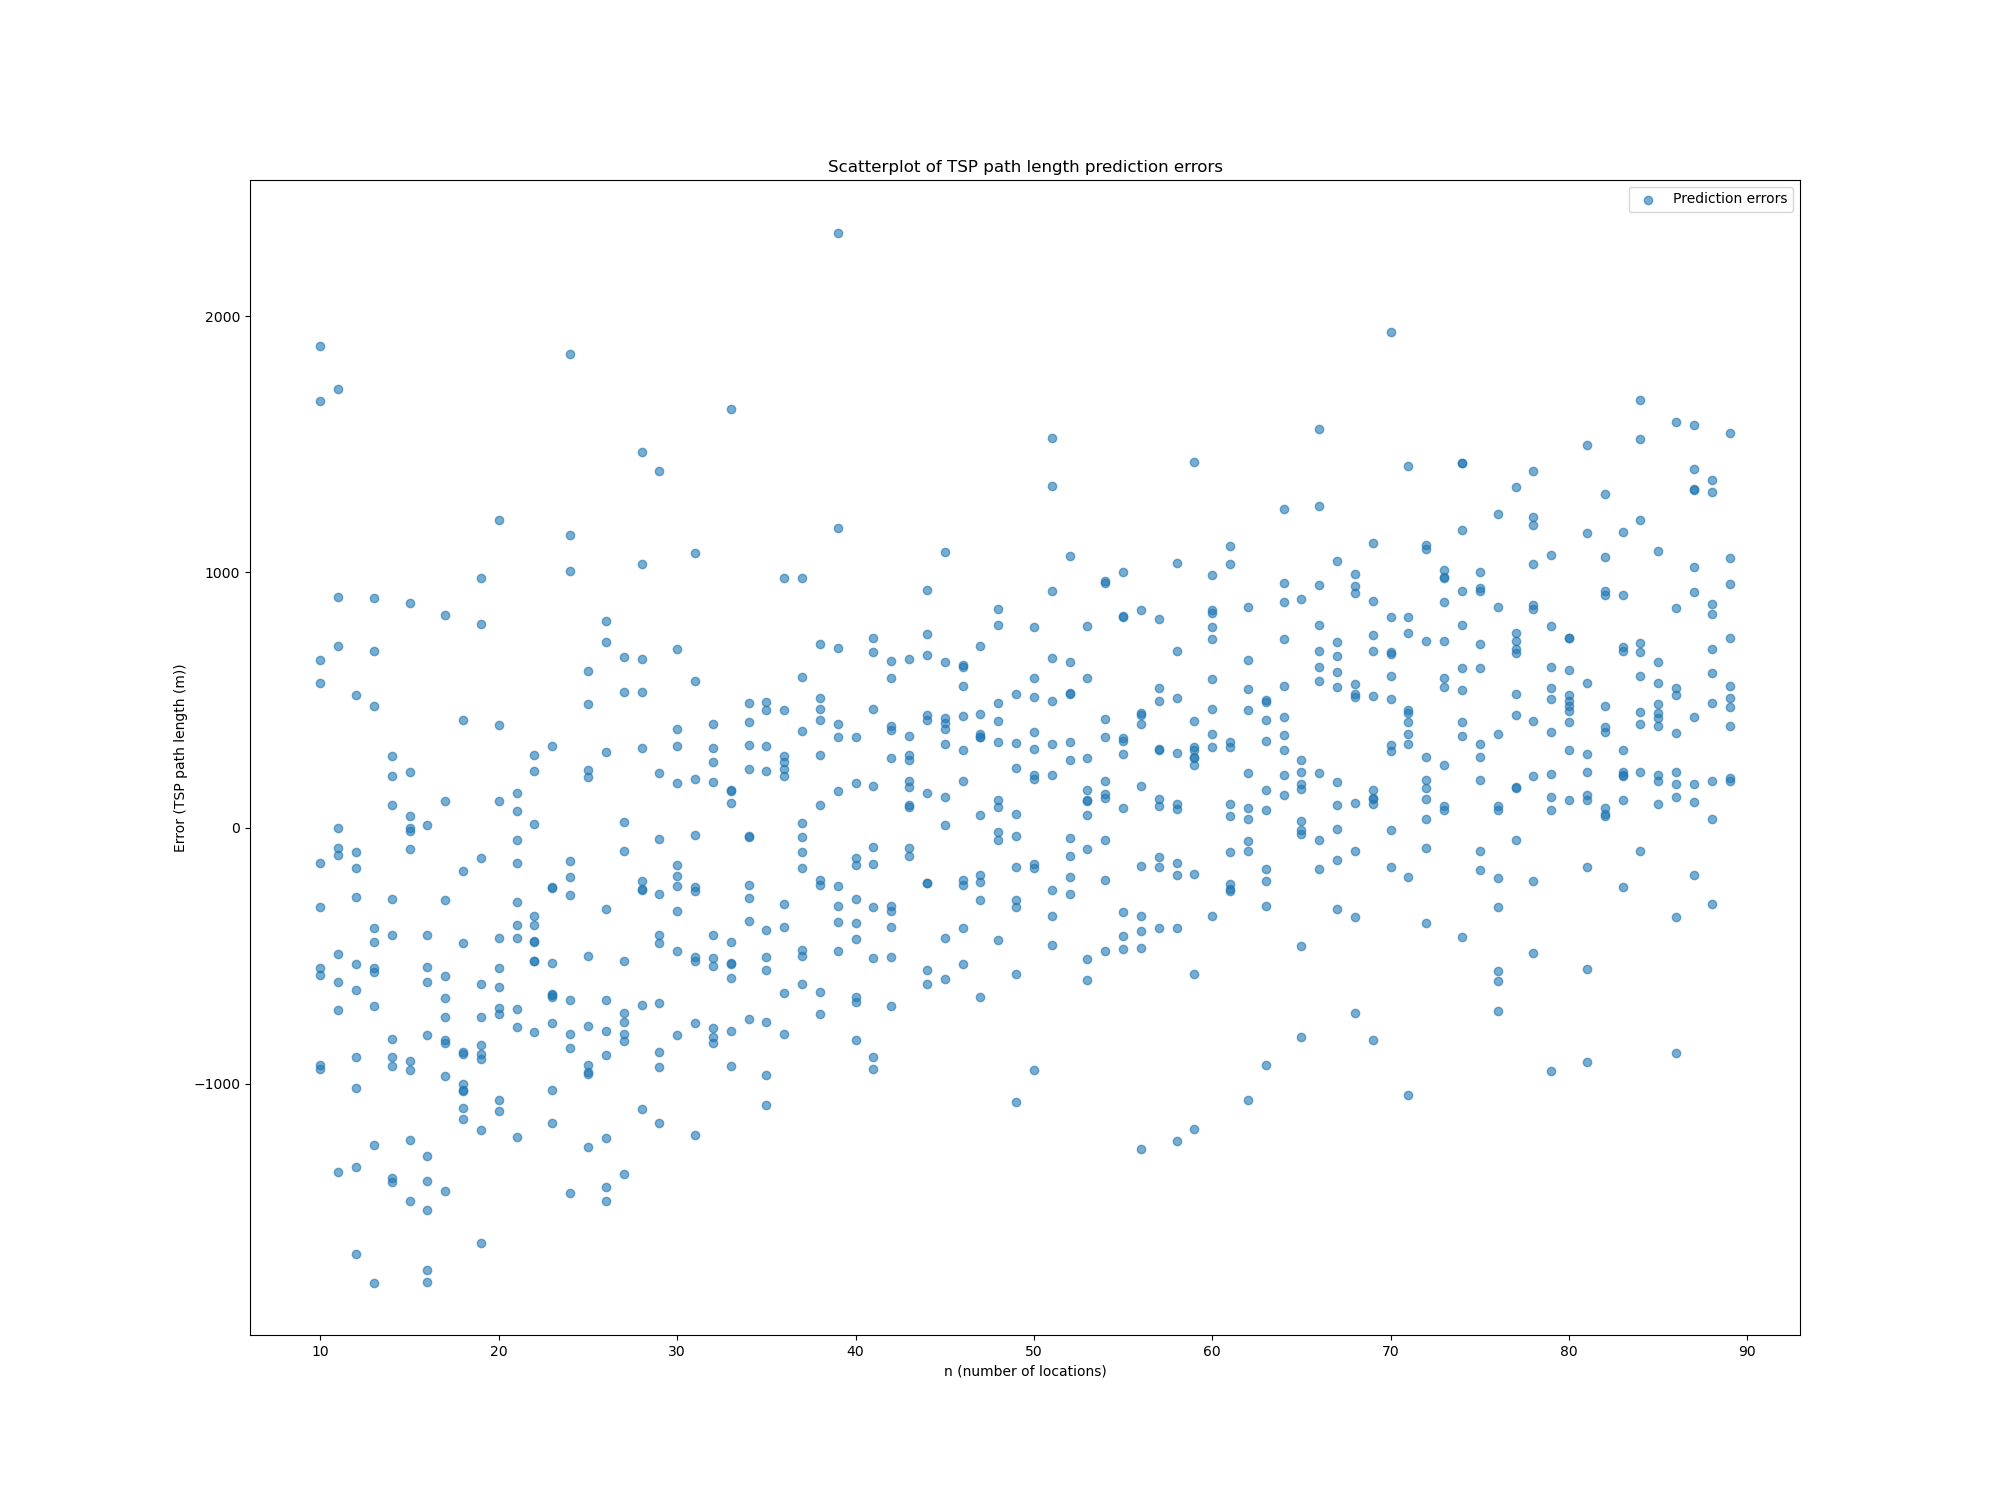 Scatterplot of TSP path length prediction errors
Prediction errors
2000
1000
0
−1000
Error (TSP path length (m))
10 20 30 40 50 60 70 80 90
n (number of locations)